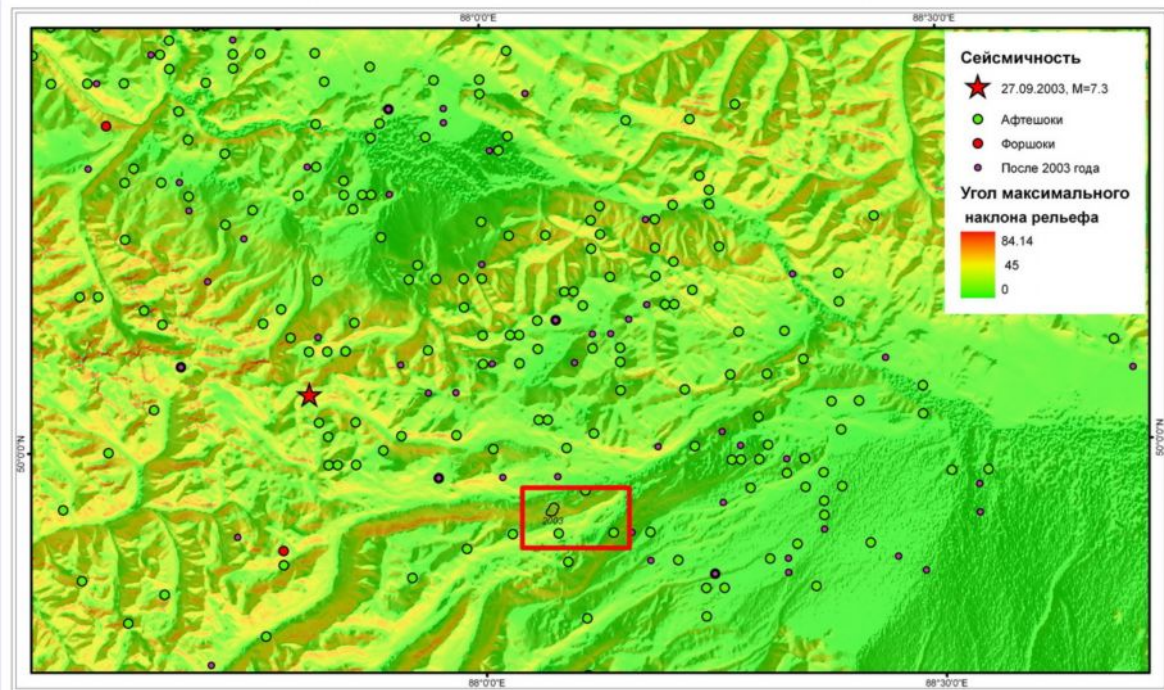 88°0'0"E
88°30'0"E
Сейсмичность
27.09.2003, M=7.3
Афтешоки
Форшоки
После 2003 года
Угол максимального
наклона рельефа
84.14
45
0
50°0'0"N
50°0'0"N
2003
88°0'0"E
88°30'0"E